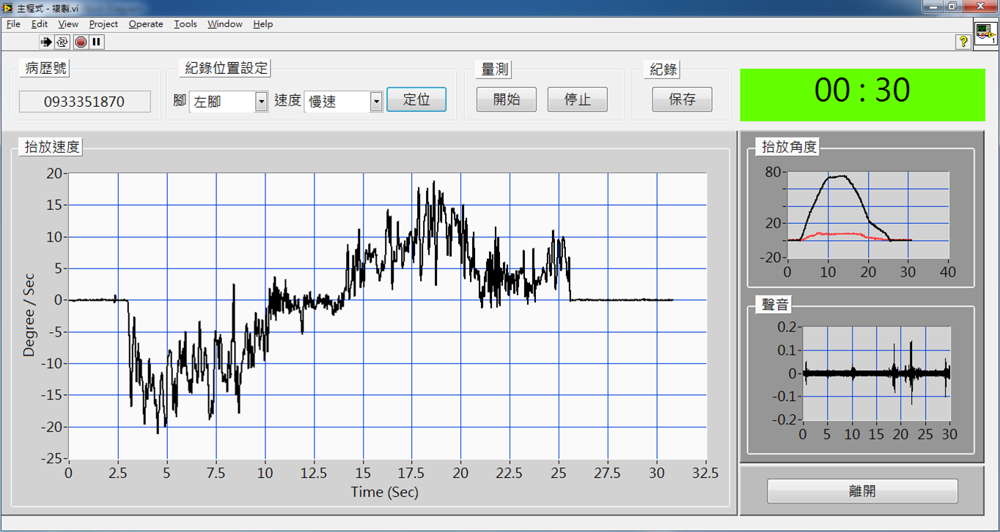 主程式 - 複製.vi
File Edit View Project Operate Tools Window Help
病歷號
紀錄位置設定
量測
紀錄
00 : 30
0933351870
腳 左腳 速度 慢速 定位
開始 停止
保存
抬放速度
20
15
10
5
0
-5
-10
-15
-20
-25
Degree / Sec
0 2.5 5 7.5 10 12.5 15 17.5 20 22.5 25 27.5 30 32.5
Time (Sec)
抬放角度
80
20
-20
0 10 20 30 40
聲音
0.2
0.1
0
-0.1
-0.2
0 5 10 15 20 25 30
離開